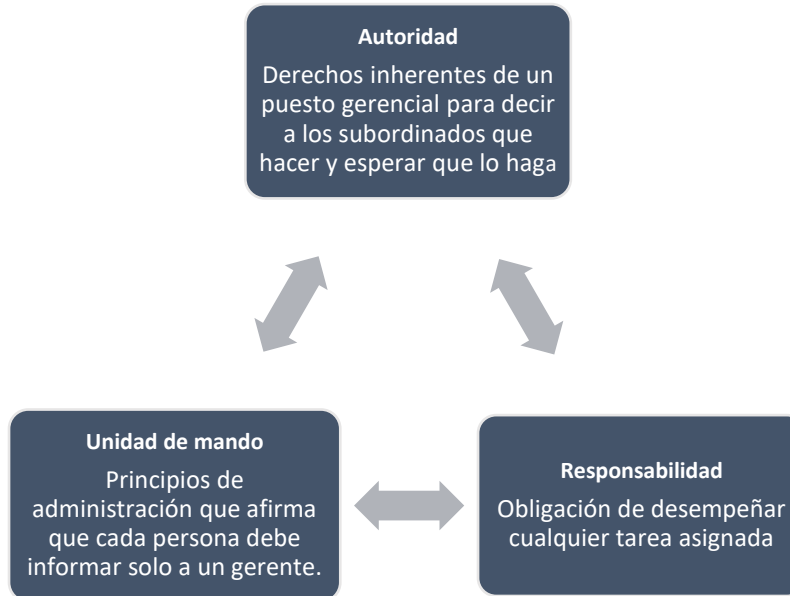 Autoridad
Derechos inherentes de un
puesto gerencial para decir
a los subordinados que
hacer y esperar que lo haga
Unidad de mando
Principios de
administración que afirma
que cada persona debe
informar solo a un gerente.
Responsabilidad
Obligación de desempeñar
cualquier tarea asignada